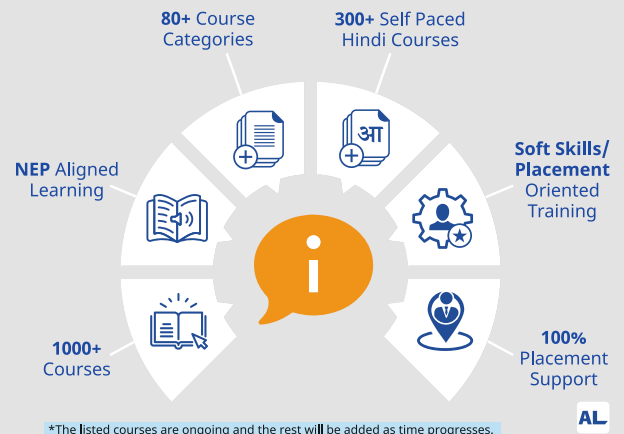 80+ Course
Categories
300+ Self Paced
Hindi Courses
आ
NEP Aligned
Learning
Soft Skills/
Placement
Oriented
Training
i
1000+
Courses
100%
Placement
Support
AL
*The listed courses are ongoing and the rest will be added as time progresses.